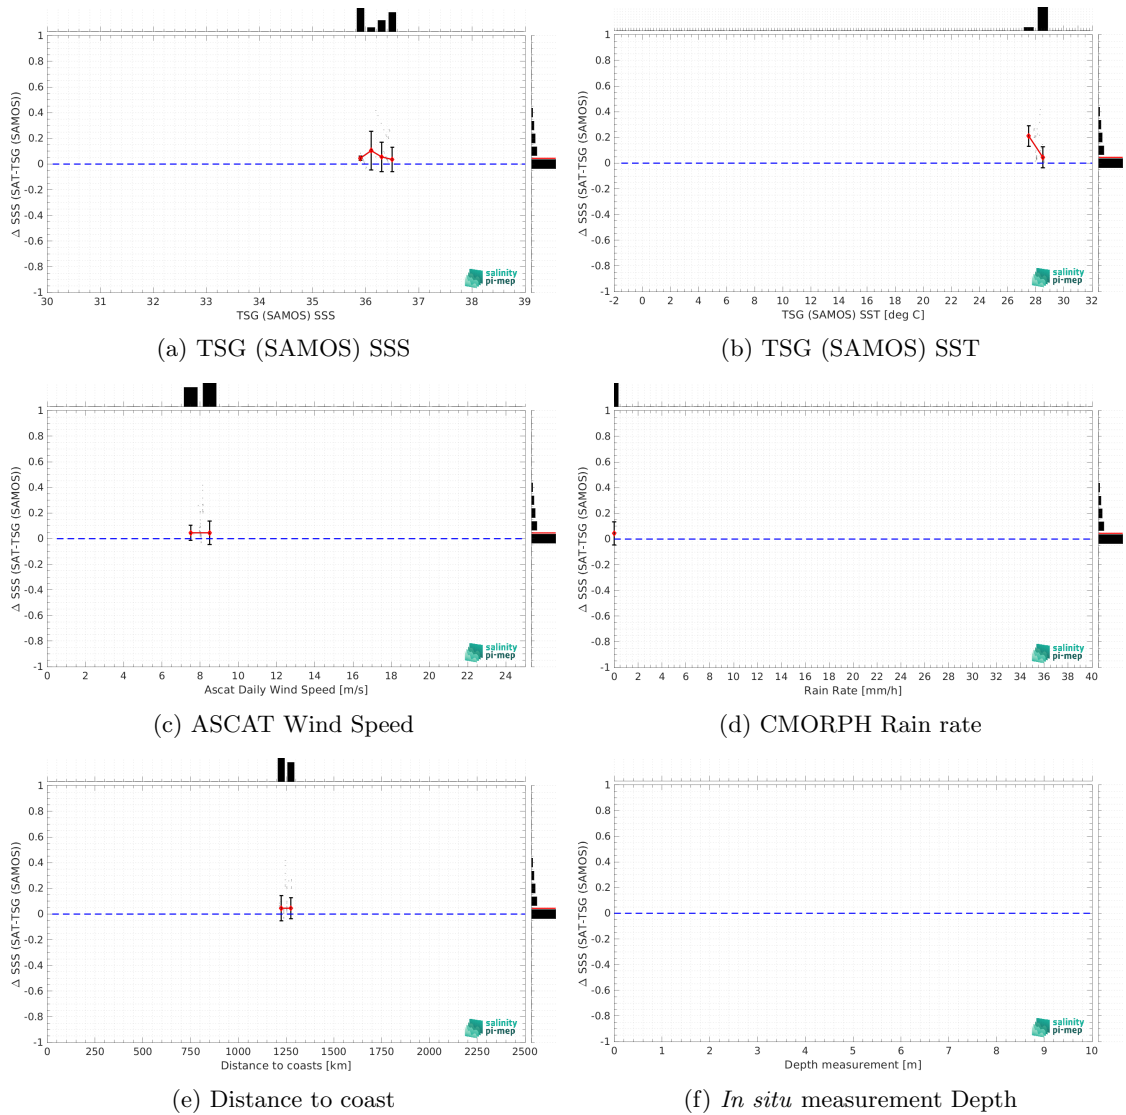 Δ SSS (SAT-TSG (SAMOS))
1
0.8
0.6
0.4
0.2
0
-0.2
-0.4
-0.6
-0.8
-1
30 31 32 33 34 35 36 37 38 39
TSG (SAMOS) SSS
salinity
pi-mep
(a) TSG (SAMOS) SSS
Δ SSS (SAT-TSG (SAMOS))
1
0.8
0.6
0.4
0.2
0
-0.2
-0.4
-0.6
-0.8
-1
-2 0 2 4 6 8 10 12 14 16 18 20 22 24 26 28 30 32
TSG (SAMOS) SST [deg C]
salinity
pi-mep
(b) TSG (SAMOS) SST
Δ SSS (SAT-TSG (SAMOS))
1
0.8
0.6
0.4
0.2
0
-0.2
-0.4
-0.6
-0.8
-1
0 2 4 6 8 10 12 14 16 18 20 22 24
Ascat Daily Wind Speed [m/s]
salinity
pi-mep
(c) ASCAT Wind Speed
Δ SSS (SAT-TSG (SAMOS))
1
0.8
0.6
0.4
0.2
0
-0.2
-0.4
-0.6
-0.8
-1
0 2 4 6 8 10 12 14 16 18 20 22 24 26 28 30 32 34 36 38 40
Rain Rate [mm/h]
salinity
pi-mep
(d) CMORPH Rain rate
Δ SSS (SAT-TSG (SAMOS))
1
0.8
0.6
0.4
0.2
0
-0.2
-0.4
-0.6
-0.8
-1
0 250 500 750 1000 1250 1500 1750 2000 2250 2500
Distance to coasts [km]
salinity
pi-mep
(e) Distance to coast
Δ SSS (SAT-TSG (SAMOS))
1
0.8
0.6
0.4
0.2
0
-0.2
-0.4
-0.6
-0.8
-1
0 1 2 3 4 5 6 7 8 9 10
Depth measurement [m]
salinity
pi-mep
(f) In situ measurement Depth